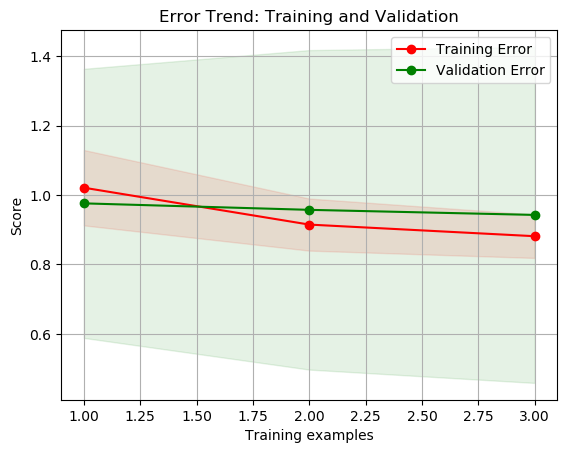 Error Trend: Training and Validation
Training Error
Validation Error
1.4
1.2
1.0
0.8
0.6
Score
1.00 1.25 1.50 1.75 2.00 2.25 2.50 2.75 3.00
Training examples